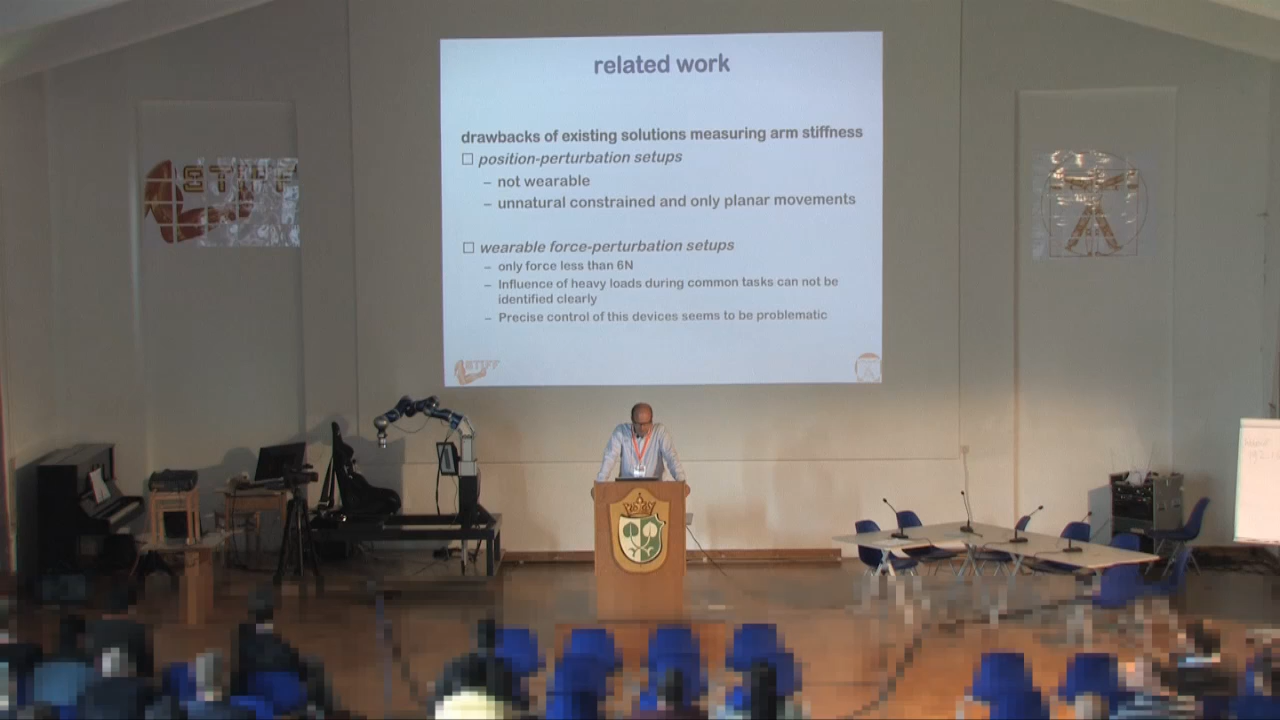 related work
drawbacks of existing solutions measuring arm stiffness
position-perturbation setups
– not wearable
– unnatural constrained and only planar movements
wearable force-perturbation setups
– only force less than 6N
– Influence of heavy loads during common tasks can not be
identified clearly
– Precise control of this devices seems to be problematic
STIFF
STIFF